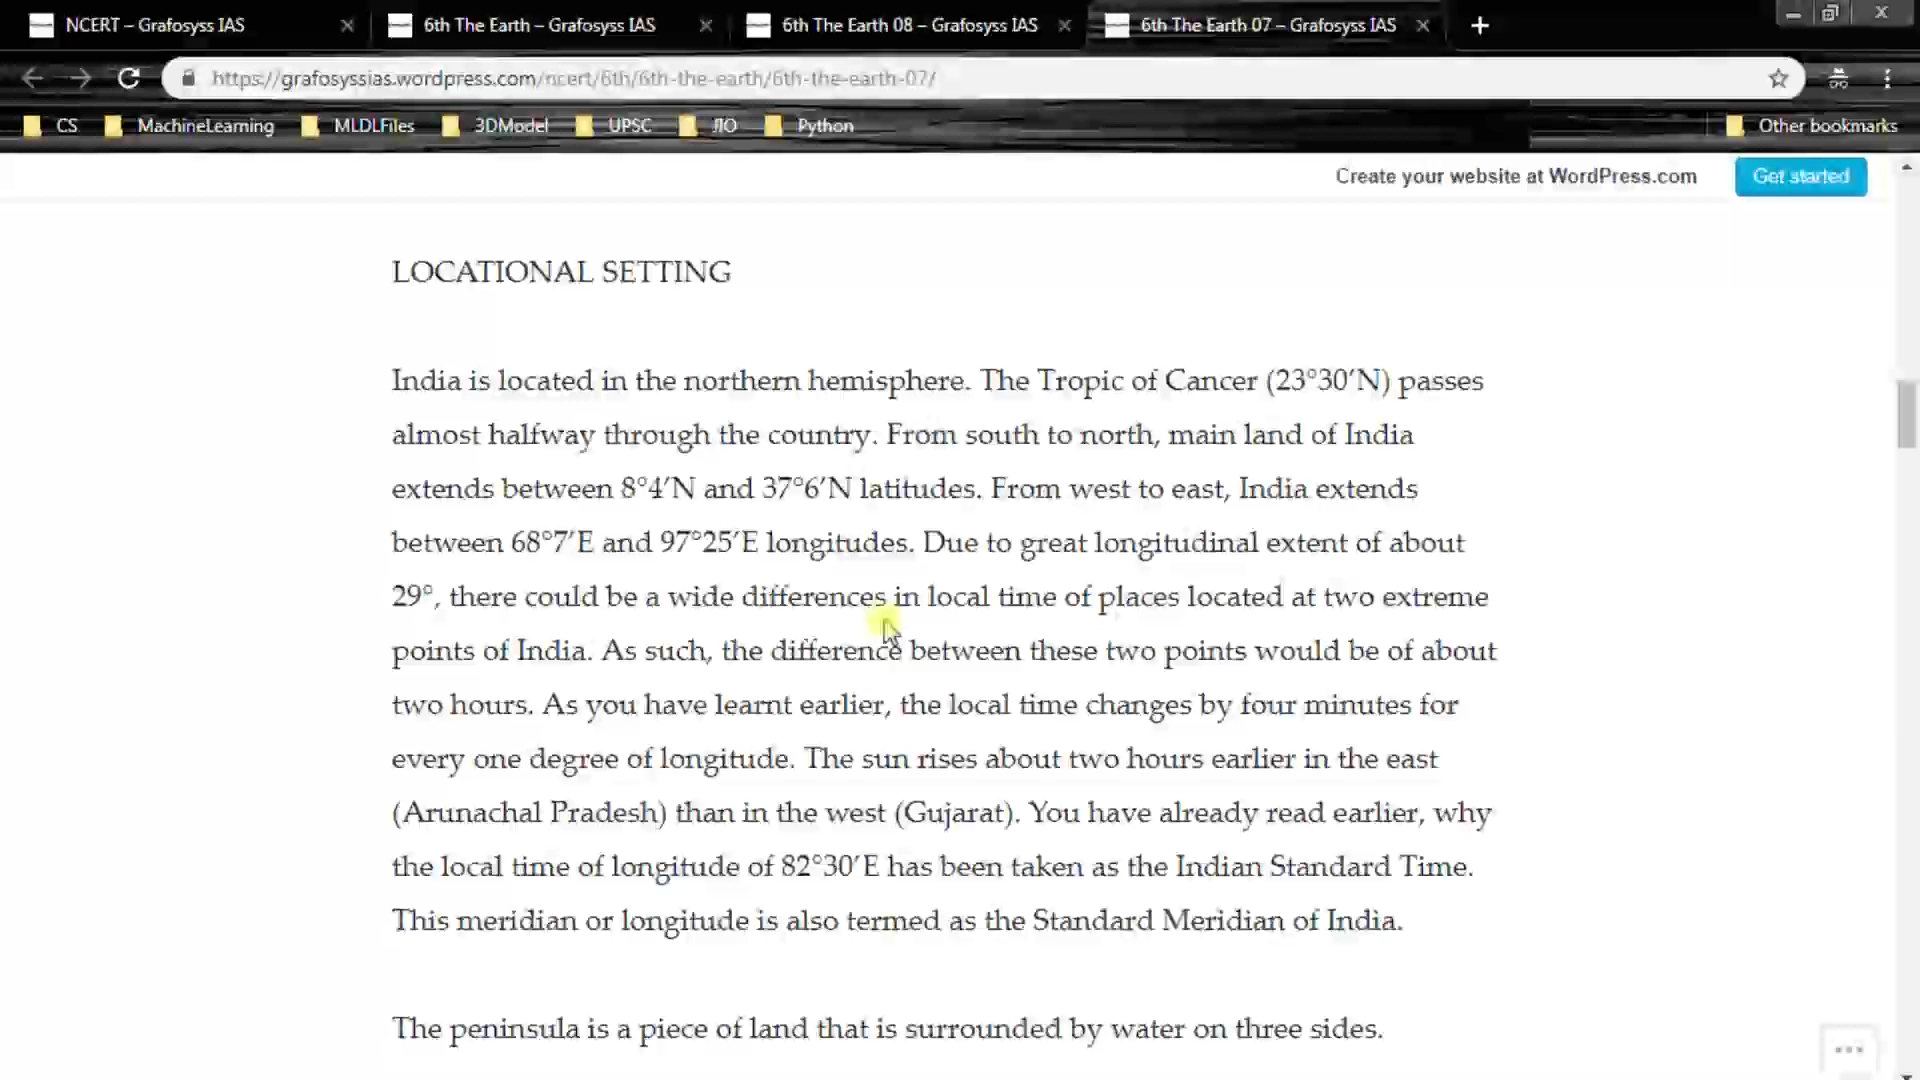 NCERT – Grafosyss IAS
6th The Earth – Grafosyss IAS
6th The Earth 08 – Grafosyss IAS
6th The Earth 07 – Grafosyss IAS
https://grafosyssias.wordpress.com/ncert/6th/6th-the-earth/6th-the-earth-07/
CS MachineLearning MLDLFiles 3DModel UPSC ЛО Python Other bookmarks
Create your website at WordPress.com Get started
LOCATIONAL SETTING
India is located in the northern hemisphere. The Tropic of Cancer (23°30′N) passes
almost halfway through the country. From south to north, main land of India
extends between 8°4′N and 37°6′N latitudes. From west to east, India extends
between 68°7′E and 97°25′E longitudes. Due to great longitudinal extent of about
29°, there could be a wide differences in local time of places located at two extreme
points of India. As such, the difference between these two points would be of about
two hours. As you have learnt earlier, the local time changes by four minutes for
every one degree of longitude. The sun rises about two hours earlier in the east
(Arunachal Pradesh) than in the west (Gujarat). You have already read earlier, why
the local time of longitude of 82°30′E has been taken as the Indian Standard Time.
This meridian or longitude is also termed as the Standard Meridian of India.
The peninsula is a piece of land that is surrounded by water on three sides.